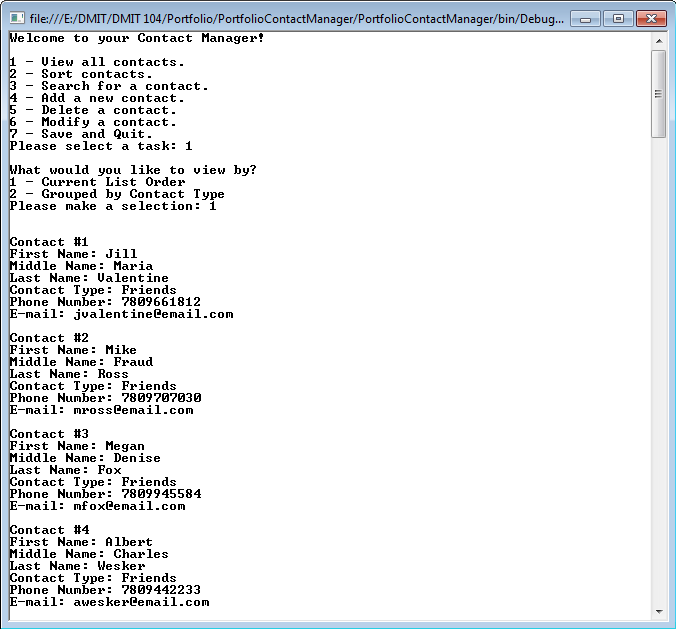 file:///E:/DMIT/DMIT 104/Portfolio/PortfolioContactManager/PortfolioContactManager/bin/Debug...
Welcome to your Contact Manager!
1 - View all contacts.
2 - Sort contacts.
3 - Search for a contact.
4 - Add a new contact.
5 - Delete a contact.
6 - Modify a contact.
7 - Save and Quit.
Please select a task: 1
What would you like to view by?
1 - Current List Order
2 - Grouped by Contact Type
Please make a selection: 1
Contact #1
First Name: Jill
Middle Name: Maria
Last Name: Valentine
Contact Type: Friends
Phone Number: 7809661812
E-mail: jvalentine@email.com
Contact #2
First Name: Mike
Middle Name: Fraud
Last Name: Ross
Contact Type: Friends
Phone Number: 7809707030
E-mail: mross@email.com
Contact #3
First Name: Megan
Middle Name: Denise
Last Name: Fox
Contact Type: Friends
Phone Number: 7809945584
E-mail: mfox@email.com
Contact #4
First Name: Albert
Middle Name: Charles
Last Name: Wesker
Contact Type: Friends
Phone Number: 7809442233
E-mail: awesker@email.com